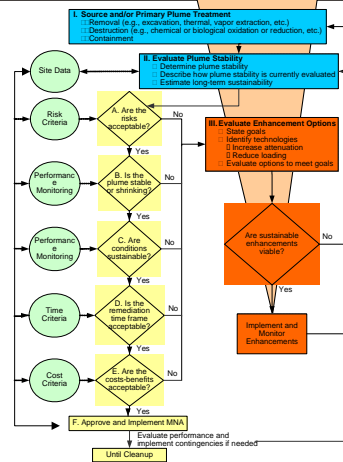 I. Source and/or Primary Plume Treatment
Removal (e.g., excavation, thermal, vapor extraction, etc.)
Destruction (e.g., chemical or biological oxidation or reduction, etc.)
Containment
II. Evaluate Plume Stability
Determine plume stability
Describe how plume stability is currently evaluated
Estimate long-term sustainability
Site Data
Risk
Criteria
A. Are the
risks
acceptable?
No
Yes
III. Evaluate Enhancement Options
State goals
Identify technologies
Increase attenuation
Reduce loading
Evaluate options to meet goals
Performanc
e
Monitoring
B. Is the
plume stable
or shrinking?
No
Yes
Performanc
e
Monitoring
C. Are
conditions
sustainable?
No
Yes
Are sustainable
enhancements
viable?
No
Yes
Time
Criteria
D. Is the
remediation
time frame
acceptable?
No
Yes
Implement and
Monitor
Enhancements
Cost
Criteria
E. Are the
costs-benefits
acceptable?
No
Yes
F. Approve and Implement MNA
Evaluate performance and
implement contingencies if needed
Until Cleanup